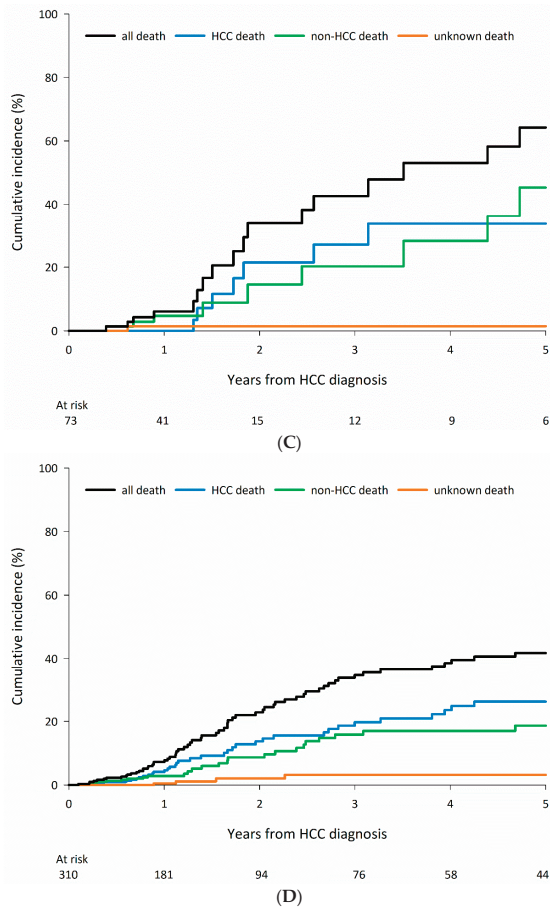 100
all death HCC death non-HCC death unknown death
80
60
40
20
0
Cumulative incidence (%)
0 1 2 3 4 5
Years from HCC diagnosis
At risk
73 41 15 12 9 6
(C)
100
all death HCC death non-HCC death unknown death
80
60
40
20
0
Cumulative incidence (%)
0 1 2 3 4 5
Years from HCC diagnosis
At risk
310 181 94 76 58 44
(D)